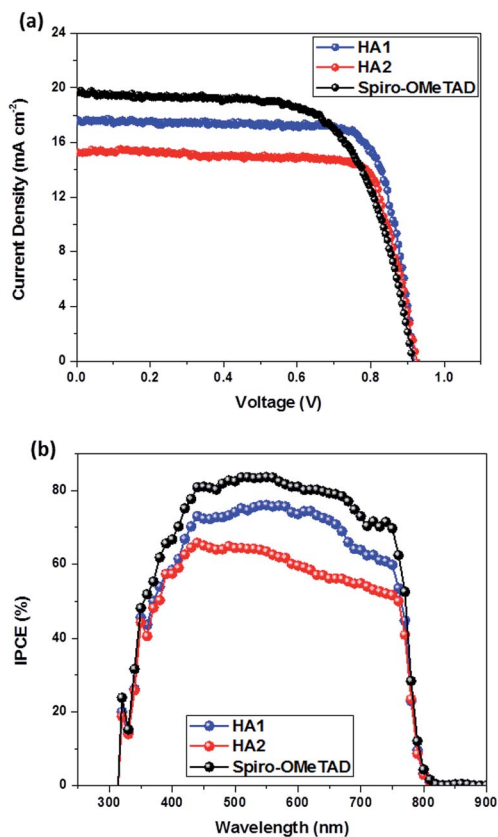 (a)
24
20
16
12
8
4
0
Current Density (mA cm⁻²)
HA1
HA2
Spiro-OMeTAD
0.0 0.2 0.4 0.6 0.8 1.0
Voltage (V)
(b)
80
60
40
20
0
IPCE (%)
HA1
HA2
Spiro-OMeTAD
300 400 500 600 700 800 900
Wavelength (nm)